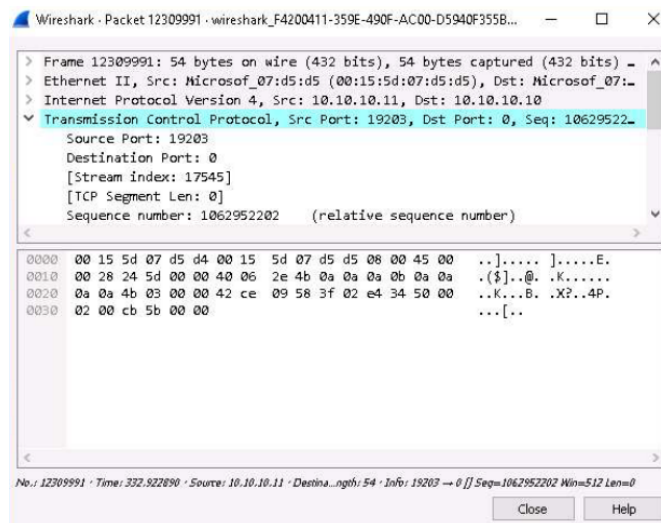 Wireshark · Packet 12309991 · wireshark_F4200411-359E-490F-AC00-D5940F355B...
Frame 12309991: 54 bytes on wire (432 bits), 54 bytes captured (432 bits) …
Ethernet II, Src: Microsof_07:d5:d5 (00:15:5d:07:d5:d5), Dst: Microsof_07:…
Internet Protocol Version 4, Src: 10.10.10.11, Dst: 10.10.10.10
Transmission Control Protocol, Src Port: 19203, Dst Port: 0, Seq: 10629522…
Source Port: 19203
Destination Port: 0
[Stream index: 17545]
[TCP Segment Len: 0]
Sequence number: 1062952202 (relative sequence number)
0000 00 15 5d 07 d5 d4 00 15 5d 07 d5 d5 08 00 45 00 ..]..... ].....E.
0010 00 28 24 5d 00 00 40 06 2e 4b 0a 0a 0a 0b 0a 0a .($]..@. .K......
0020 0a 0a 4b 03 00 00 42 ce 09 58 3f 02 e4 34 50 00 ..K...B. .X?..4P.
0030 02 00 cb 5b 00 00 ...[..
No.: 12309991 · Time: 332.922890 · Source: 10.10.10.11 · Destina...ngth: 54 · Info: 19203 → 0 [] Seq=1062952202 Win=512 Len=0
Close Help